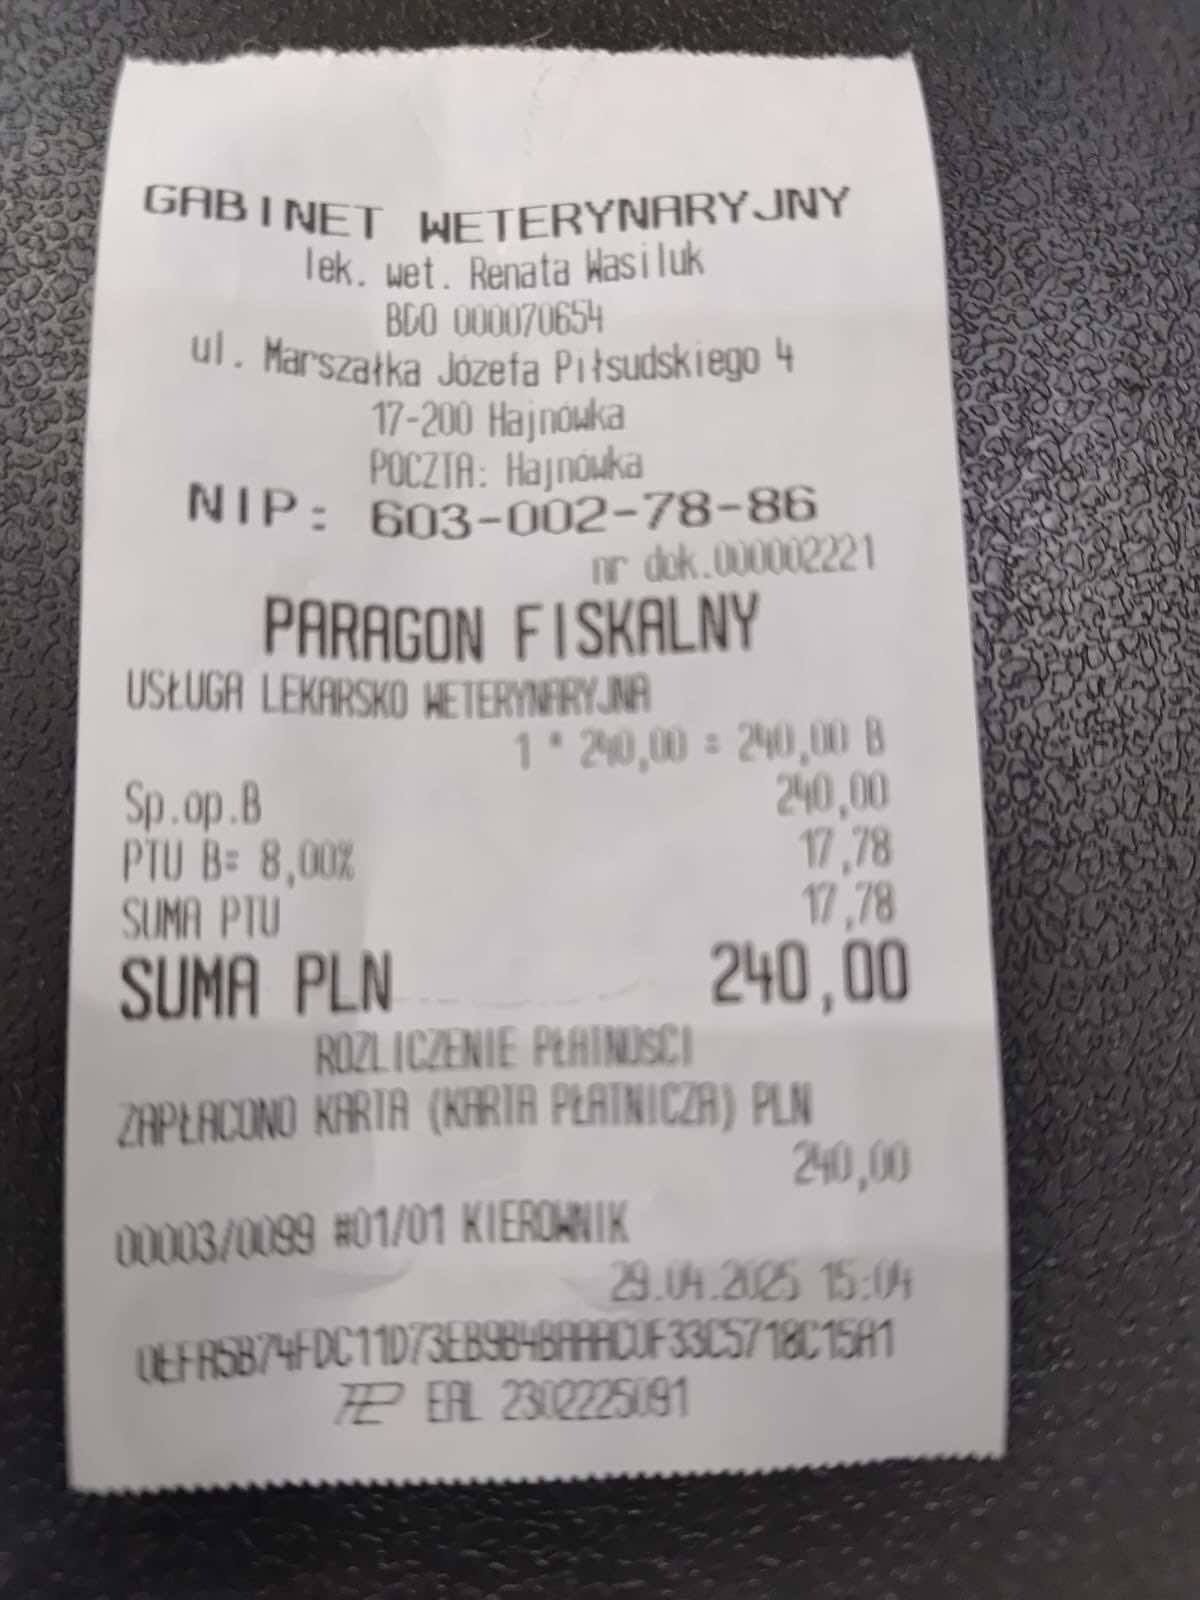 GABINET WETERYNARYJNY
lek. wet. Renata Wasiluk
BDO 000070654
ul. Marszałka Józefa Piłsudskiego 4
17-200 Hajnówka
POCZTA: Hajnówka
NIP: 603-002-78-86
nr dok.000002221
PARAGON FISKALNY
USŁUGA LEKARSKO WETERYNARYJNA
1 * 240,00 = 240,00 B
Sp.op.B 240,00
PTU B= 8,00% 17,78
SUMA PTU 17,78
SUMA PLN 240,00
ROZLICZENIE PŁATNOŚCI
ZAPŁACONO KARTA (KARTA PŁATNICZA) PLN
240,00
00003/0099 #01/01 KIEROWNIK
29.04.2025 15:04
EAL 2302225091